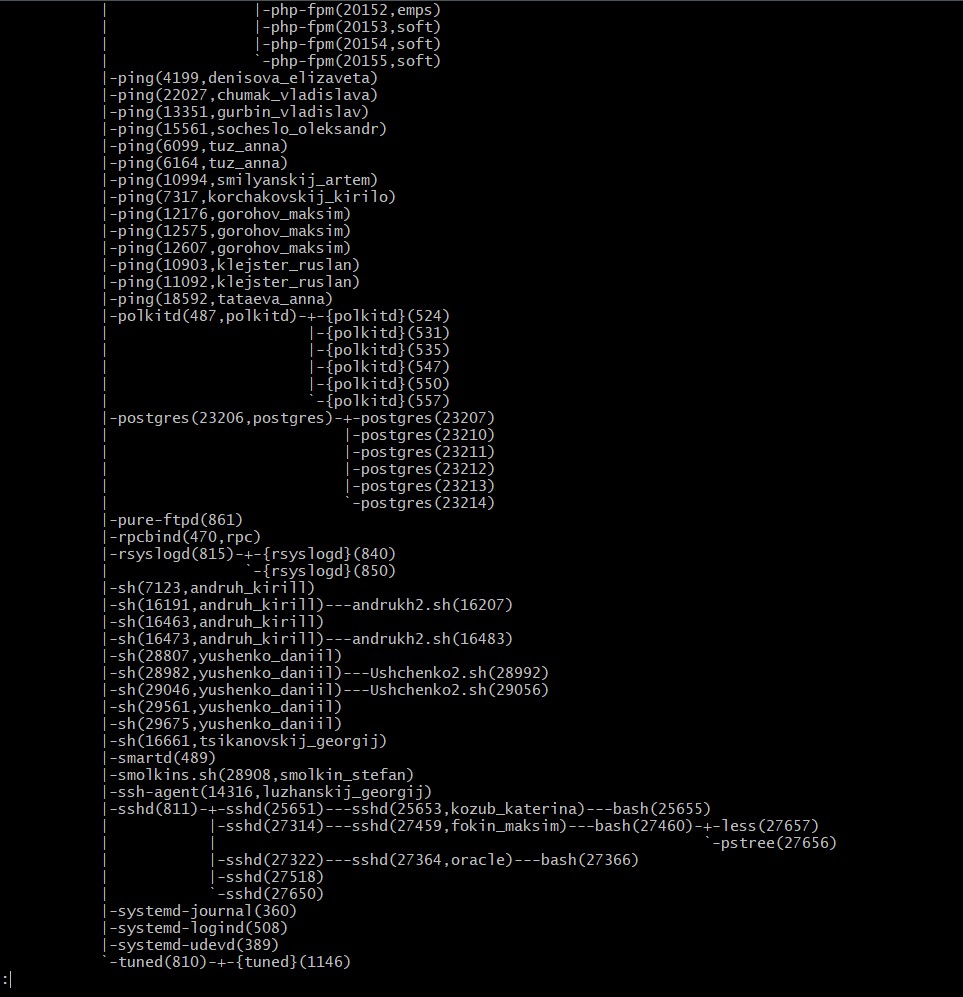 |                |-php-fpm(20152,emps)
|                |-php-fpm(20153,soft)
|                |-php-fpm(20154,soft)
|                `-php-fpm(20155,soft)
|-ping(4199,denisova_elizaveta)
|-ping(22027,chumak_vladislava)
|-ping(13351,gurbin_vladislav)
|-ping(15561,socheslo_oleksandr)
|-ping(6099,tuz_anna)
|-ping(6164,tuz_anna)
|-ping(10994,smilyanskij_artem)
|-ping(7317,korchakovskij_kirilo)
|-ping(12176,gorohov_maksim)
|-ping(12575,gorohov_maksim)
|-ping(12607,gorohov_maksim)
|-ping(10903,klejster_ruslan)
|-ping(11092,klejster_ruslan)
|-ping(18592,tataeva_anna)
|-polkitd(487,polkitd)-+-{polkitd}(524)
|                      |-{polkitd}(531)
|                      |-{polkitd}(535)
|                      |-{polkitd}(547)
|                      |-{polkitd}(550)
|                      `-{polkitd}(557)
|-postgres(23206,postgres)-+-postgres(23207)
|                          |-postgres(23210)
|                          |-postgres(23211)
|                          |-postgres(23212)
|                          |-postgres(23213)
|                          `-postgres(23214)
|-pure-ftpd(861)
|-rpcbind(470,rpc)
|-rsyslogd(815)-+-{rsyslogd}(840)
|               `-{rsyslogd}(850)
|-sh(7123,andruh_kirill)
|-sh(16191,andruh_kirill)---andrukh2.sh(16207)
|-sh(16463,andruh_kirill)
|-sh(16473,andruh_kirill)---andrukh2.sh(16483)
|-sh(28807,yushenko_daniil)
|-sh(28982,yushenko_daniil)---Ushchenko2.sh(28992)
|-sh(29046,yushenko_daniil)---Ushchenko2.sh(29056)
|-sh(29561,yushenko_daniil)
|-sh(29675,yushenko_daniil)
|-sh(16661,tsikanovskij_georgij)
|-smartd(489)
|-smolkins.sh(28908,smolkin_stefan)
|-ssh-agent(14316,luzhanskij_georgij)
|-sshd(811)-+-sshd(25651)---sshd(25653,kozub_katerina)---bash(25655)
|           |-sshd(27314)---sshd(27459,fokin_maksim)---bash(27460)-+-less(27657)
|           |                                                      `-pstree(27656)
|           |-sshd(27322)---sshd(27364,oracle)---bash(27366)
|           |-sshd(27518)
|           `-sshd(27650)
|-systemd-journal(360)
|-systemd-logind(508)
|-systemd-udevd(389)
`-tuned(810)-+-{tuned}(1146)
: